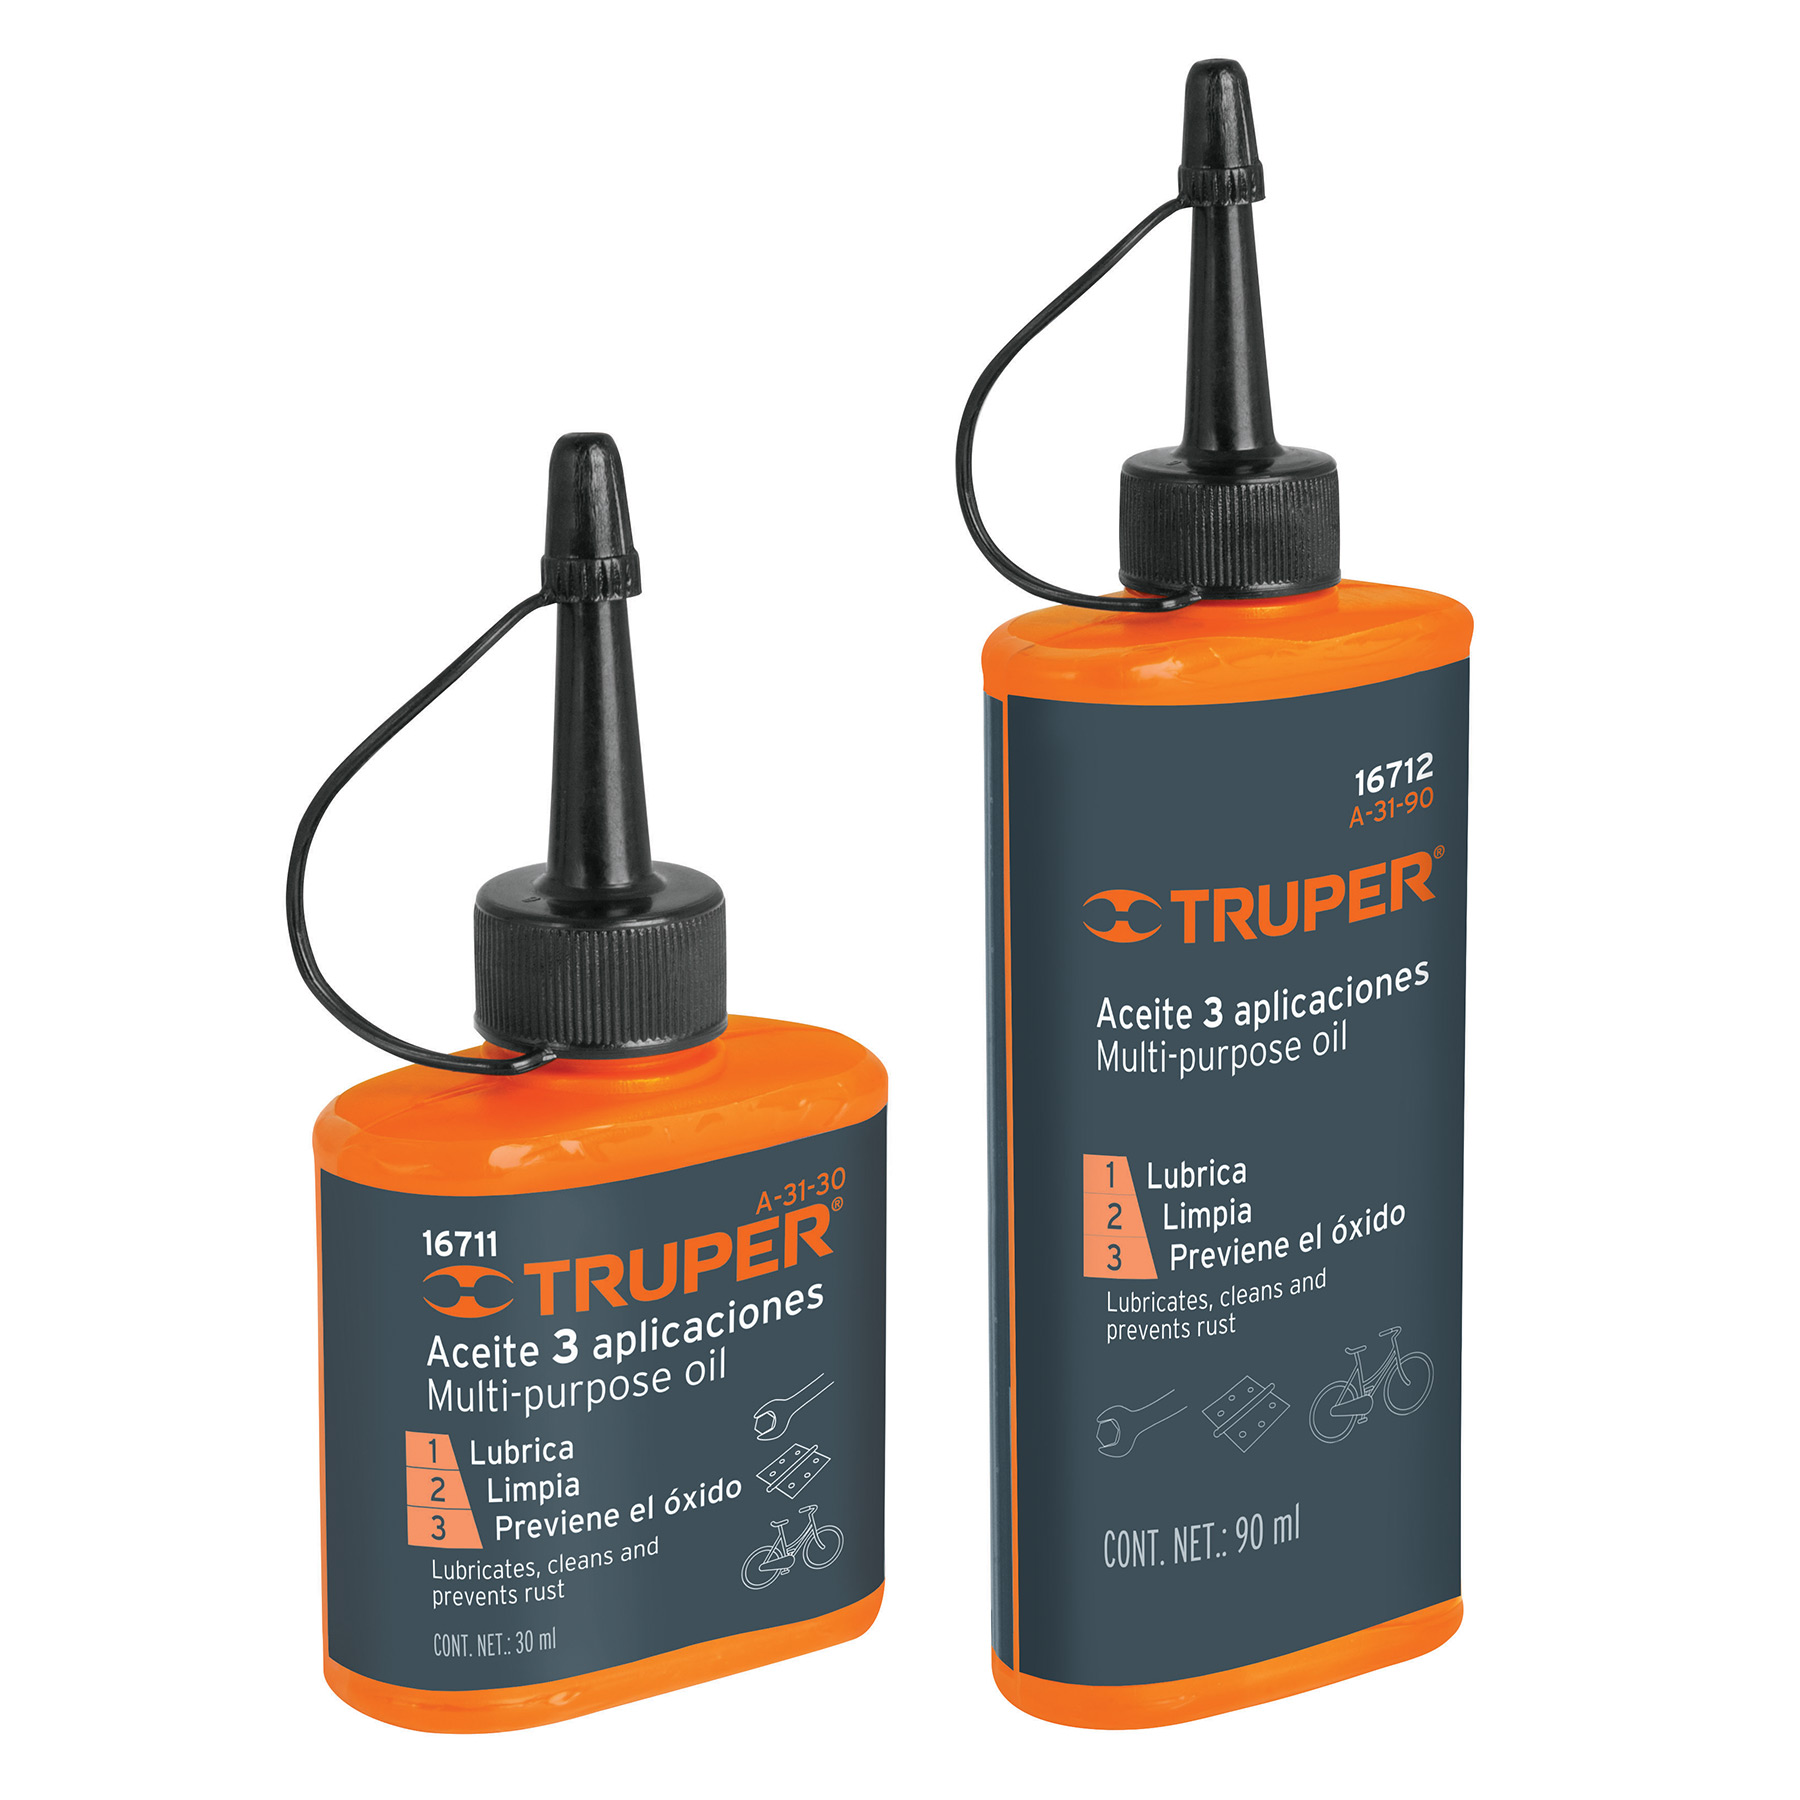 A-31-30
16711
TRUPER®
Aceite 3 aplicaciones
Multi-purpose oil
1 Lubrica
2 Limpia
3 Previene el óxido
Lubricates, cleans and
prevents rust
CONT. NET.: 30 ml
16712
A-31-90
TRUPER®
Aceite 3 aplicaciones
Multi-purpose oil
1 Lubrica
2 Limpia
3 Previene el óxido
Lubricates, cleans and
prevents rust
CONT. NET.: 90 ml